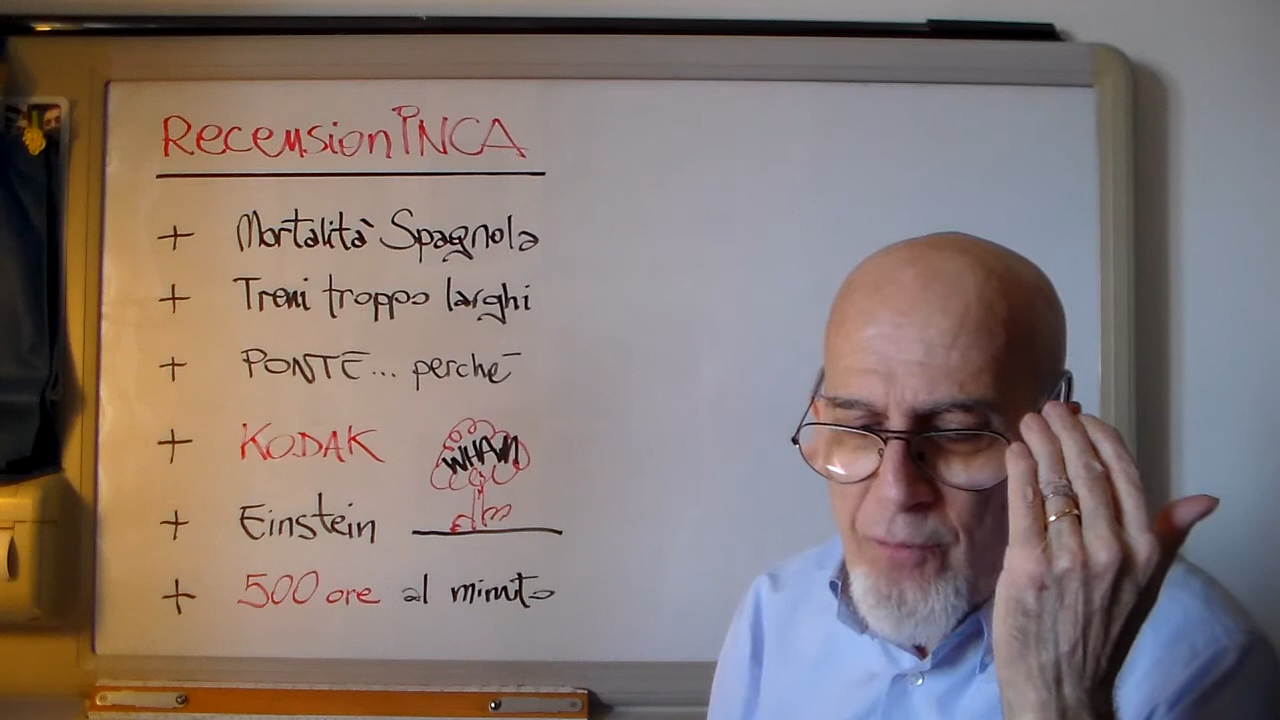 RecensionINCA
+ Mortalità Spagnola
+ Treni troppo larghi
+ PONTE... perché
+ KODAK
WHAM
+ Einstein
+ 500 ore al minuto